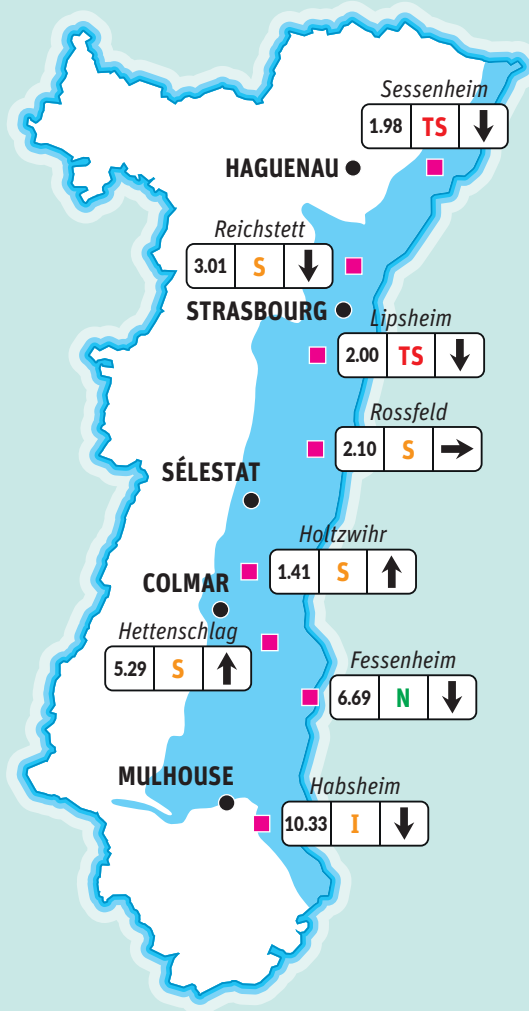 Sessenheim
1.98 TS
HAGUENAU
Reichstett
3.01 S
STRASBOURG
Lipsheim
2.00 TS
Rossfeld
2.10 S
SÉLESTAT
Holtzwihr
1.41 S
COLMAR
Hettenschlag
5.29 S
Fessenheim
6.69 N
MULHOUSE
Habsheim
10.33 I